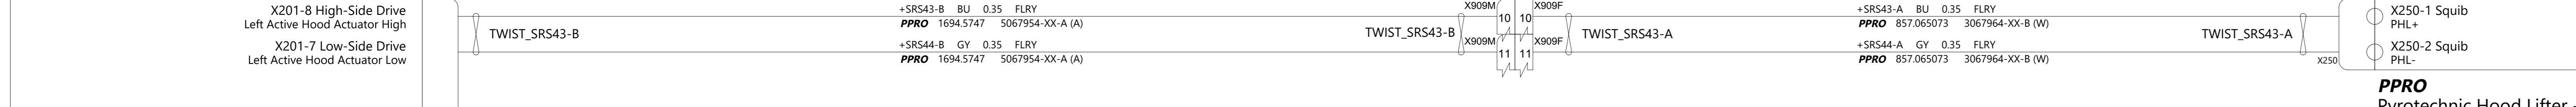 X201-8 High-Side Drive
Left Active Hood Actuator High
X201-7 Low-Side Drive
Left Active Hood Actuator Low
TWIST_SRS43-B
+SRS43-B BU 0.35 FLRY
PPRO 1694.5747 5067954-XX-A (A)
+SRS44-B GY 0.35 FLRY
PPRO 1694.5747 5067954-XX-A (A)
TWIST_SRS43-B
X909M X909F
10 10
X909M X909F
11 11
TWIST_SRS43-A
+SRS43-A BU 0.35 FLRY
PPRO 857.065073 3067964-XX-B (W)
+SRS44-A GY 0.35 FLRY
PPRO 857.065073 3067964-XX-B (W)
TWIST_SRS43-A
X250
X250-1 Squib
PHL+
X250-2 Squib
PHL-
PPRO
Pyrotechnic Hood Lifter